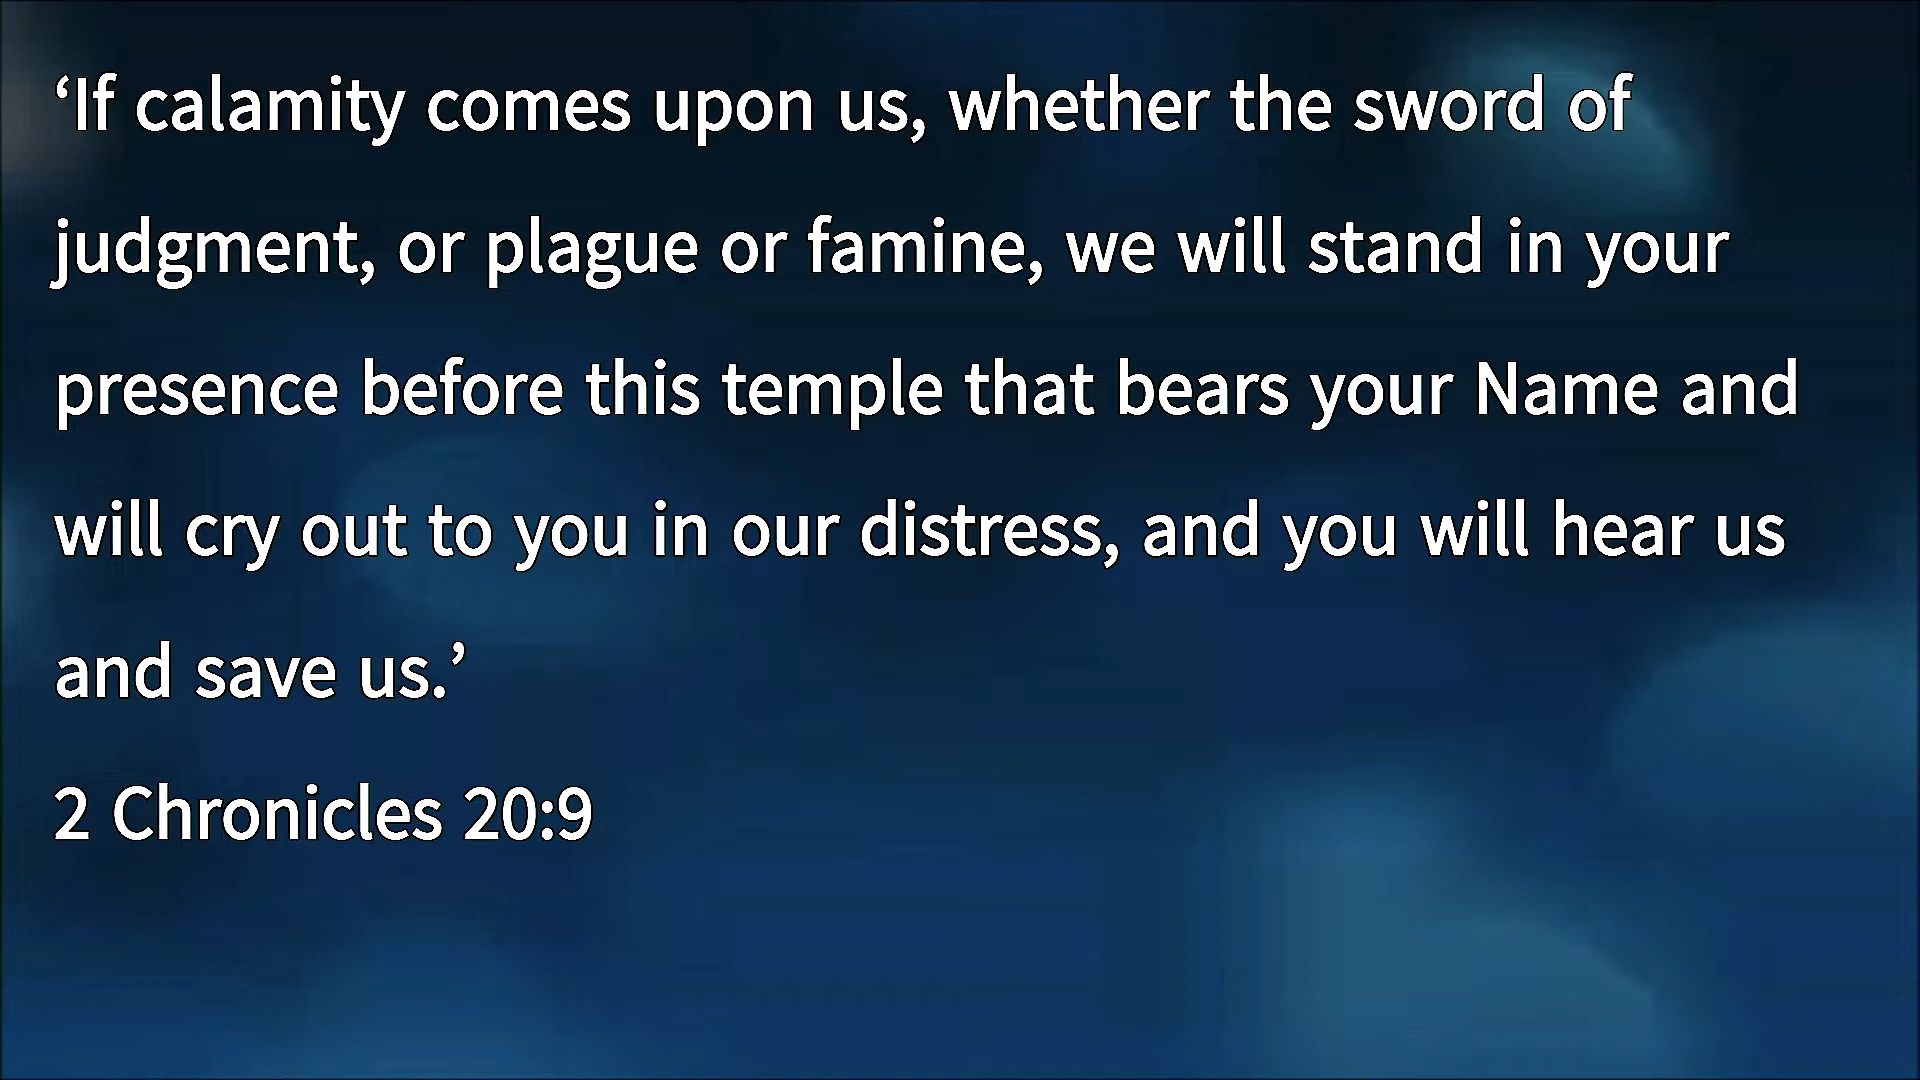 ‘If calamity comes upon us, whether the sword of
judgment, or plague or famine, we will stand in your
presence before this temple that bears your Name and
will cry out to you in our distress, and you will hear us
and save us.’
2 Chronicles 20:9